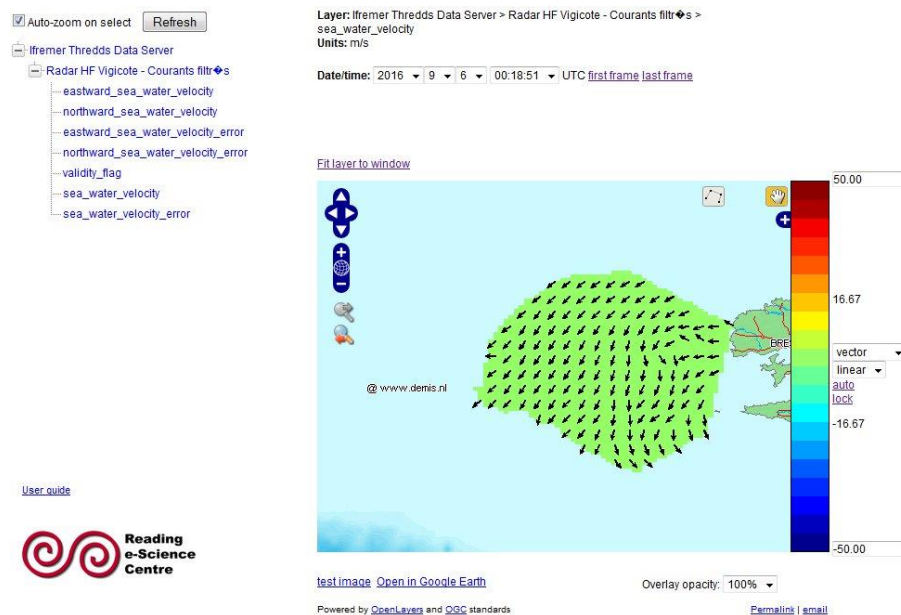 Auto-zoom on select Refresh
Ifremer Thredds Data Server
Radar HF Vigicote - Courants filtr�s
eastward_sea_water_velocity
northward_sea_water_velocity
eastward_sea_water_velocity_error
northward_sea_water_velocity_error
validity_flag
sea_water_velocity
sea_water_velocity_error
User guide
Reading
e-Science
Centre
Layer: Ifremer Thredds Data Server > Radar HF Vigicote - Courants filtr�s >
sea_water_velocity
Units: m/s
Date/time: 2016 9 6 00:18:51 UTC first frame last frame
Fit layer to window
@ www.demis.nl
BRES
50.00
16.67
vector
linear
auto
lock
-16.67
-50.00
test image Open in Google Earth
Overlay opacity: 100%
Powered by OpenLayers and OGC standards
Permalink | email